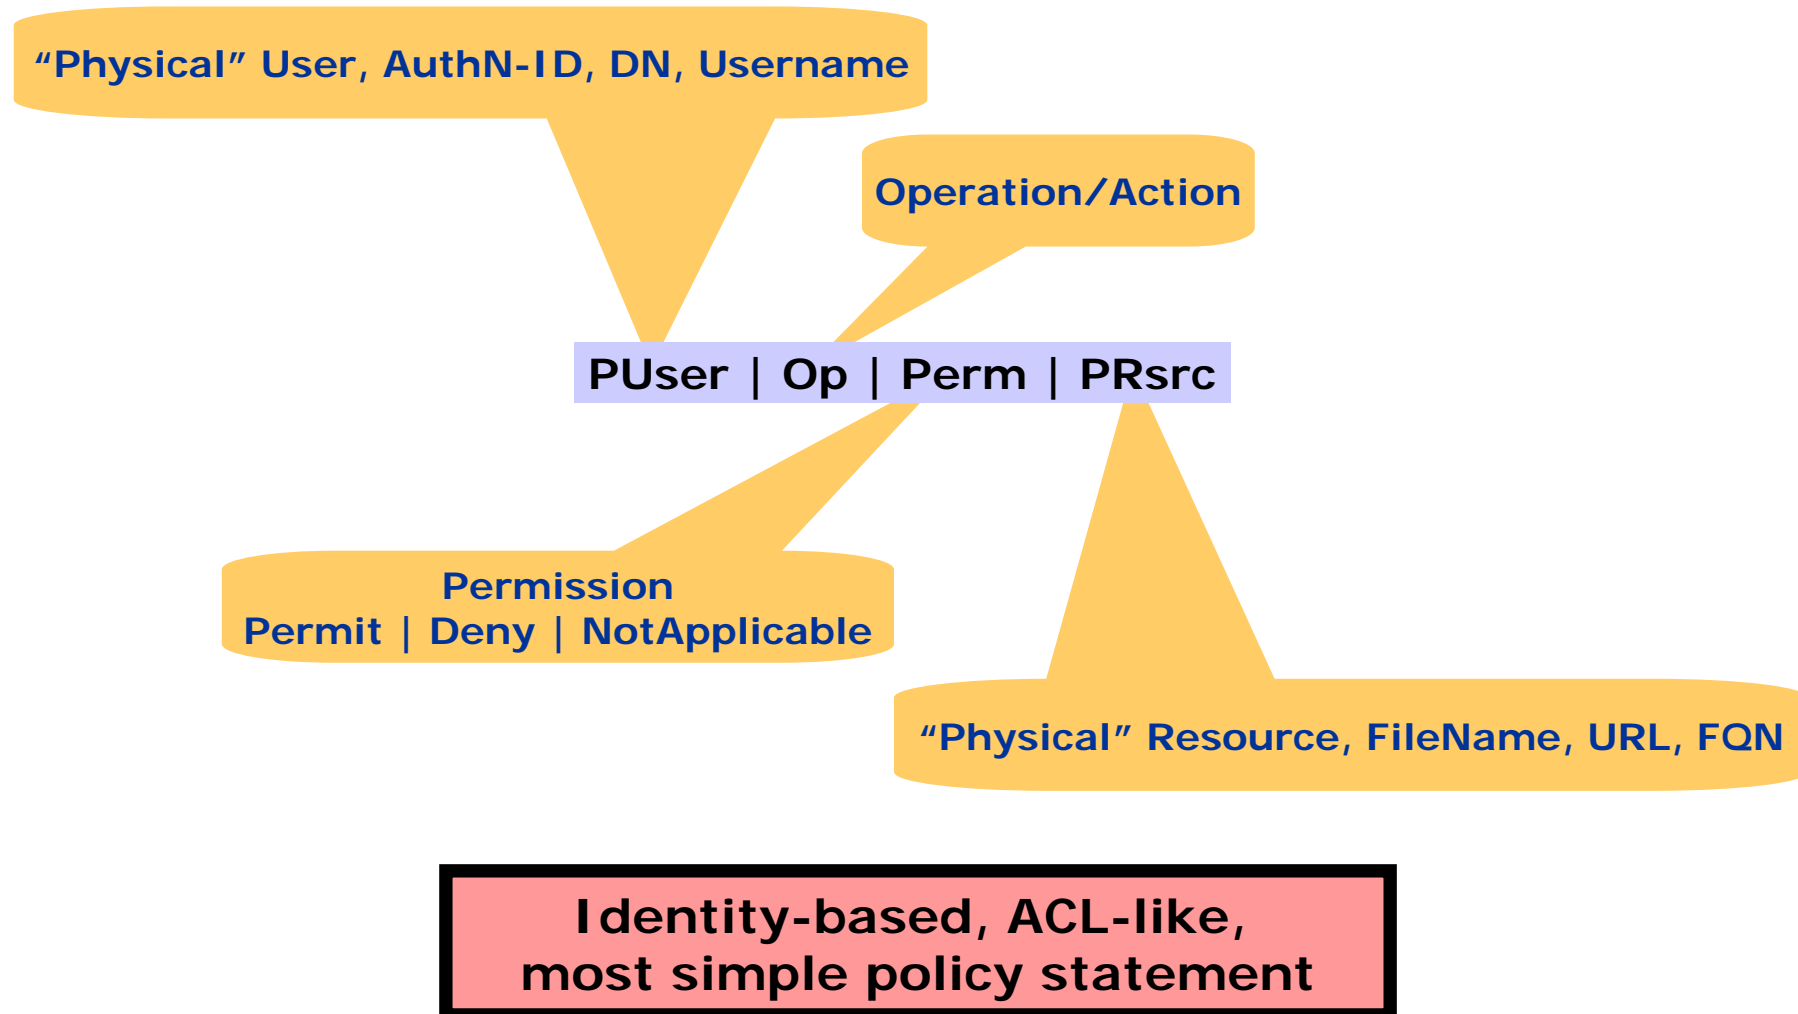 “Physical” User, AuthN-ID, DN, Username
Operation/Action
PUser | Op | Perm | PRsrc
Permission
Permit | Deny | NotApplicable
“Physical” Resource, FileName, URL, FQN
Identity-based, ACL-like,
most simple policy statement